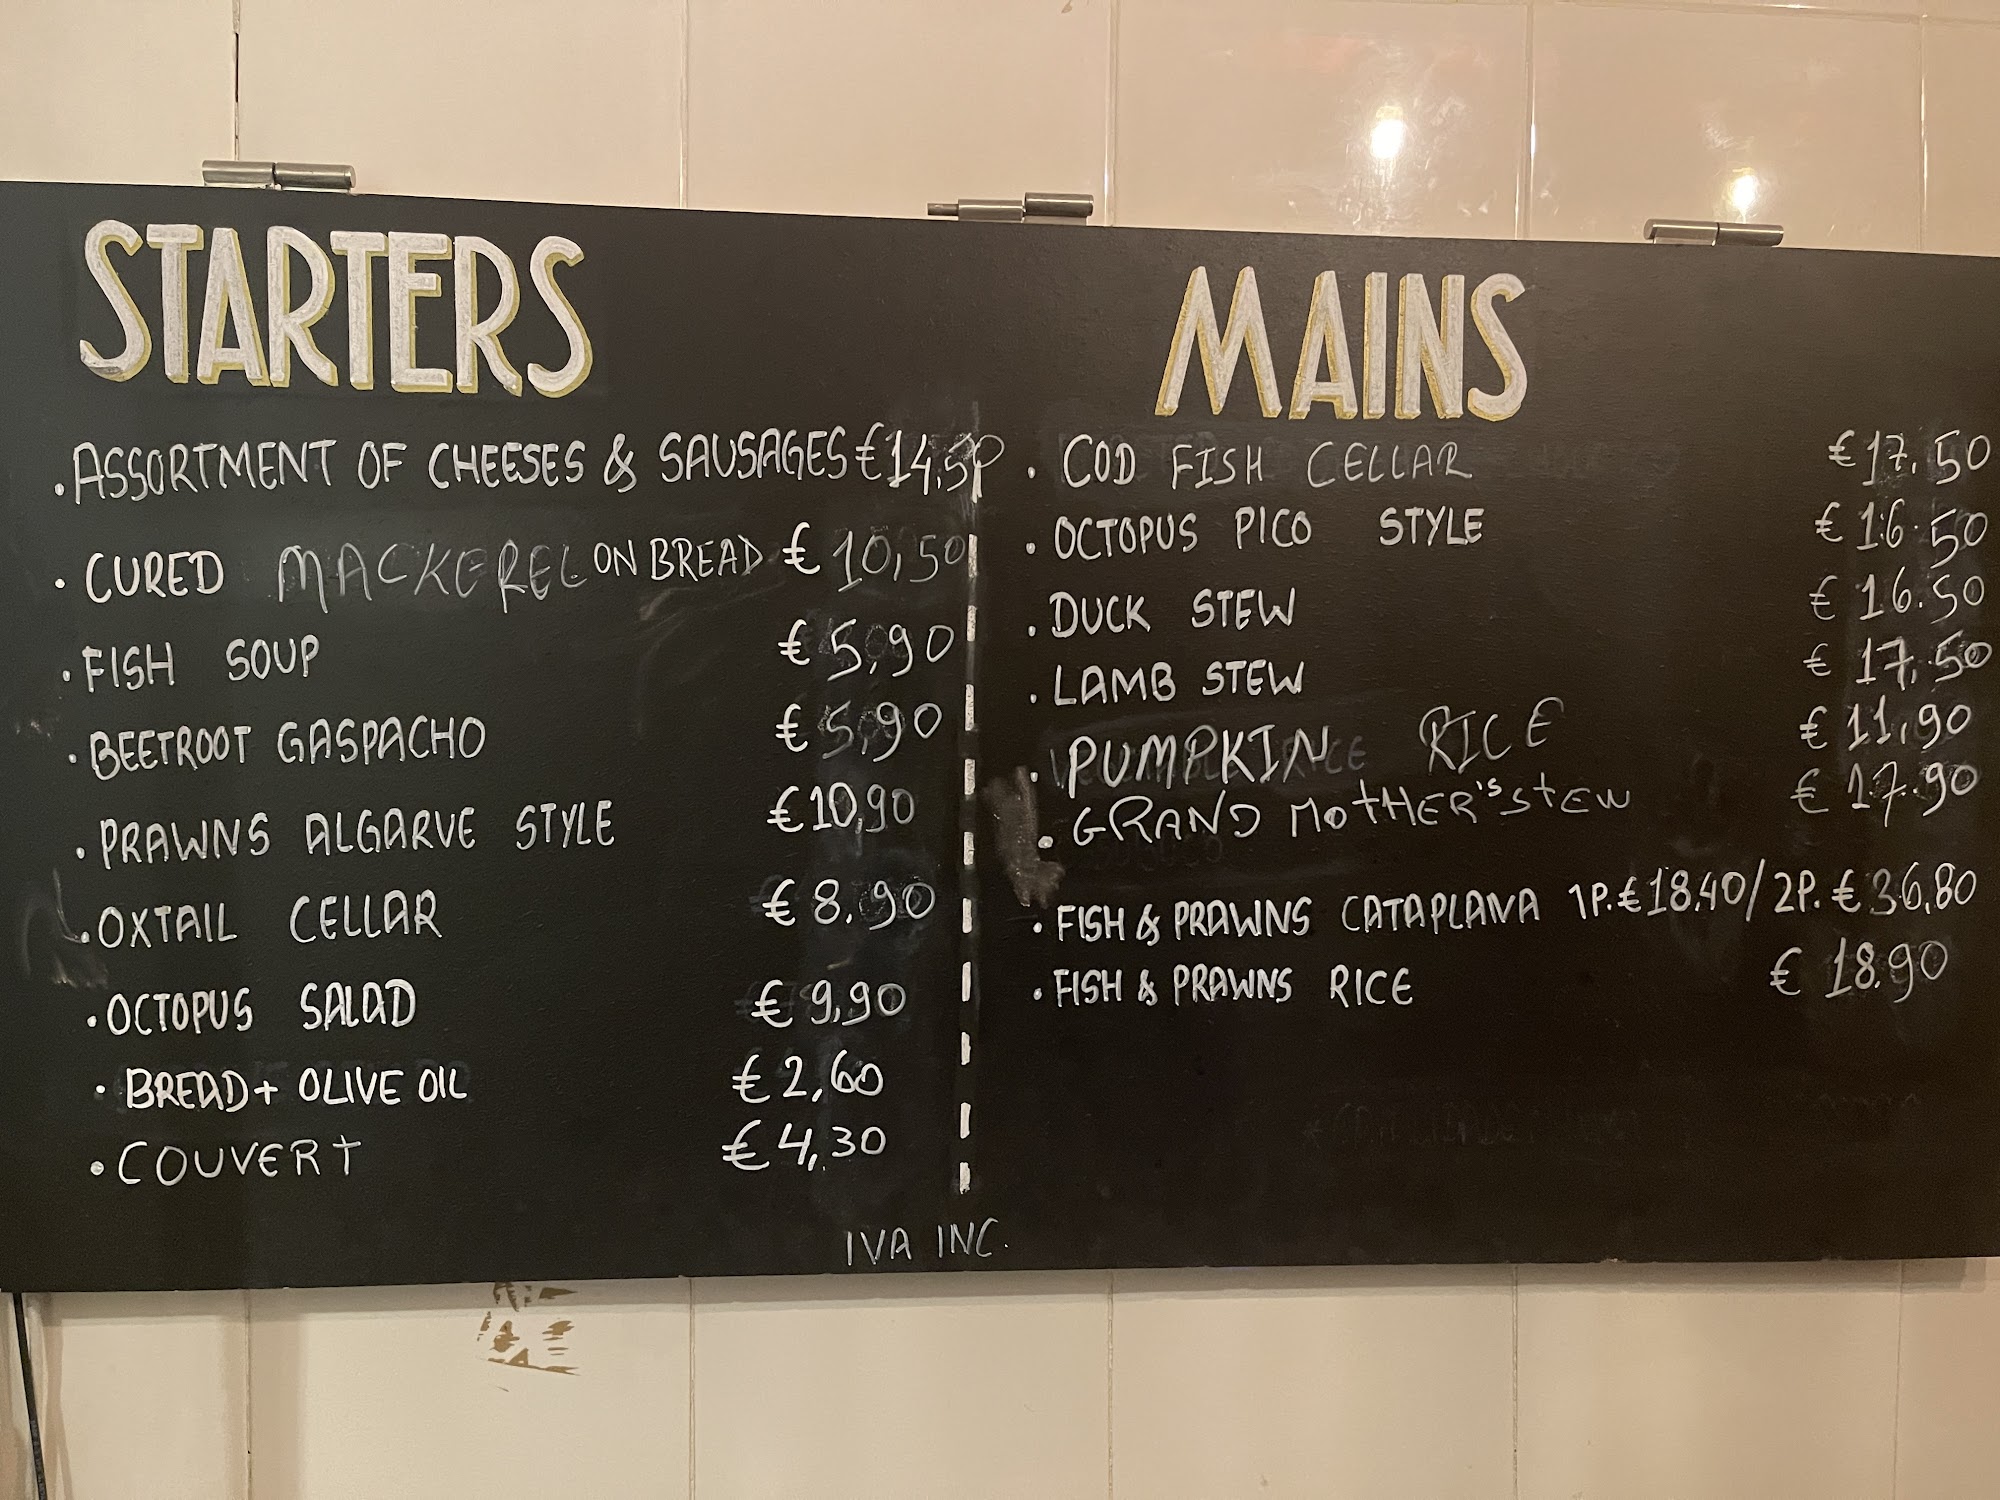 STARTERS
. ASSORTMENT OF CHEESES & SAUSAGES €14,50
. CURED MACKEREL ON BREAD € 10,50
. FISH SOUP € 5,90
. BEETROOT GASPACHO € 5,90
. PRAWNS ALGARVE STYLE € 10,90
. OXTAIL CELLAR € 8.90
. OCTOPUS SALAD € 9,90
. BREAD + OLIVE OIL € 2,60
. COUVERT € 4,30
MAINS
. COD FISH CELLAR € 17.50
. OCTOPUS PICO STYLE € 16.50
. DUCK STEW € 16.50
. LAMB STEW € 17,50
. PUMPKIN RICE € 11,90
. GRAND MOTHER'S STEW € 17.90
. FISH & PRAWNS CATAPLANA 1P.€18.40/ 2P. € 36,80
. FISH & PRAWNS RICE € 18.90
IVA INC.